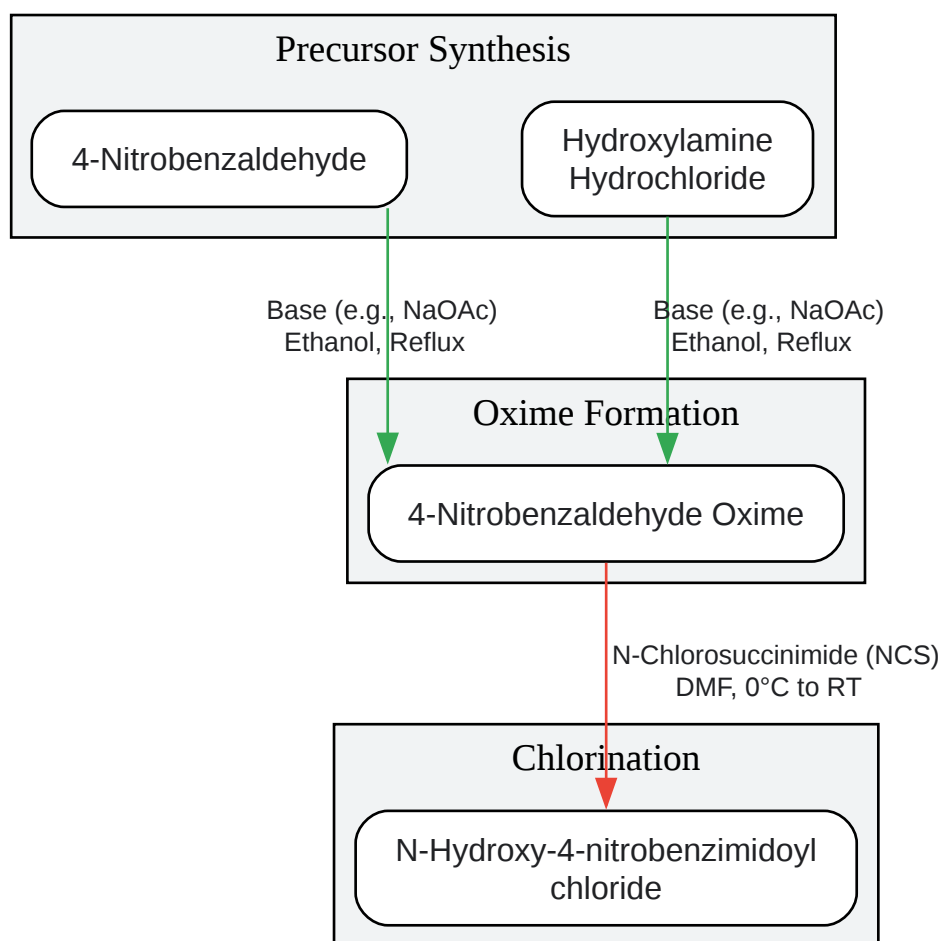 Precursor Synthesis
4-Nitrobenzaldehyde
Hydroxylamine
Hydrochloride
Base (e.g., NaOAc)
Ethanol, Reflux
Base (e.g., NaOAc)
Ethanol, Reflux
Oxime Formation
4-Nitrobenzaldehyde Oxime
N-Chlorosuccinimide (NCS)
DMF, 0°C to RT
Chlorination
N-Hydroxy-4-nitrobenzimidoyl
chloride